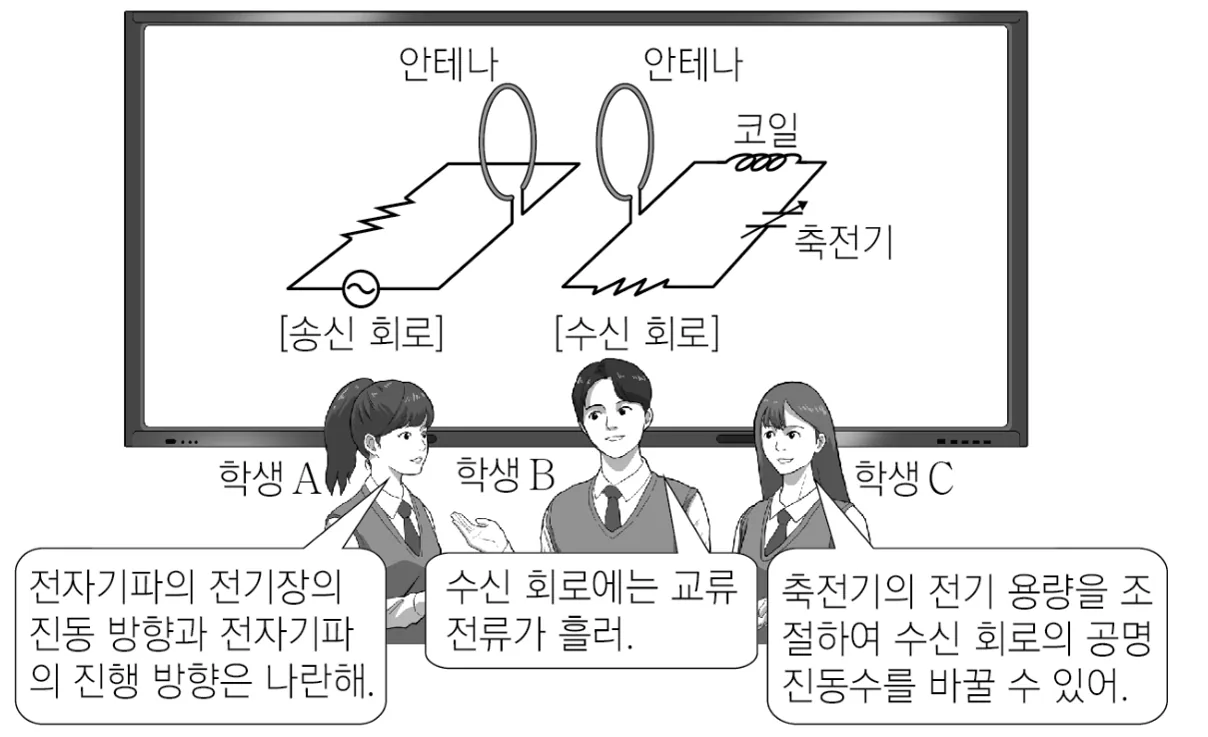 안테나
안테나
코일
축전기
[송신 회로]
[수신 회로]
학생 A
학생 B
학생 C
전자기파의 전기장의
진동 방향과 전자기파
의 진행 방향은 나란해.
수신 회로에는 교류
전류가 흘러.
축전기의 전기 용량을 조
절하여 수신 회로의 공명
진동수를 바꿀 수 있어.